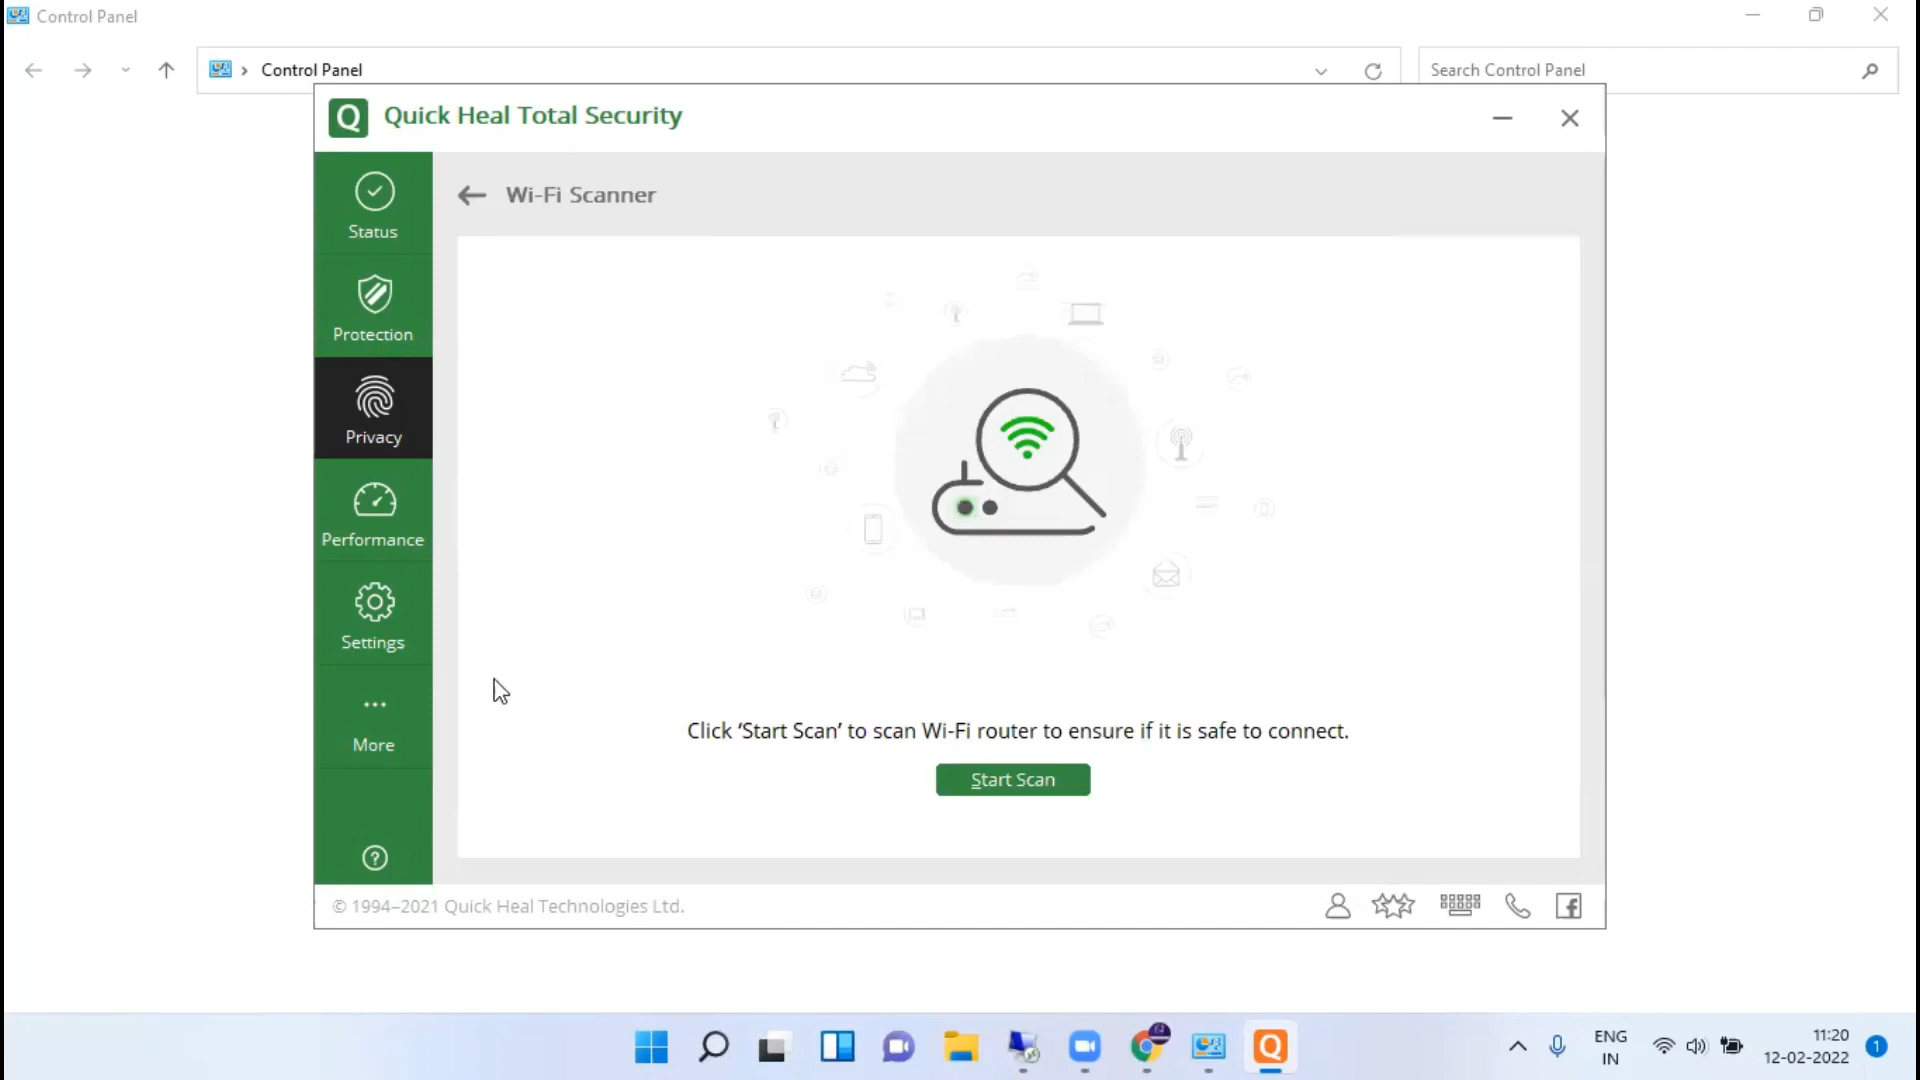 Control Panel
Control Panel
Search Control Panel
Q Quick Heal Total Security
Wi-Fi Scanner
Status
Protection
Privacy
Performance
Settings
More
?
Click ‘Start Scan’ to scan Wi-Fi router to ensure if it is safe to connect.
Start Scan
© 1994–2021 Quick Heal Technologies Ltd.
ENG
IN
11:20
12-02-2022
1